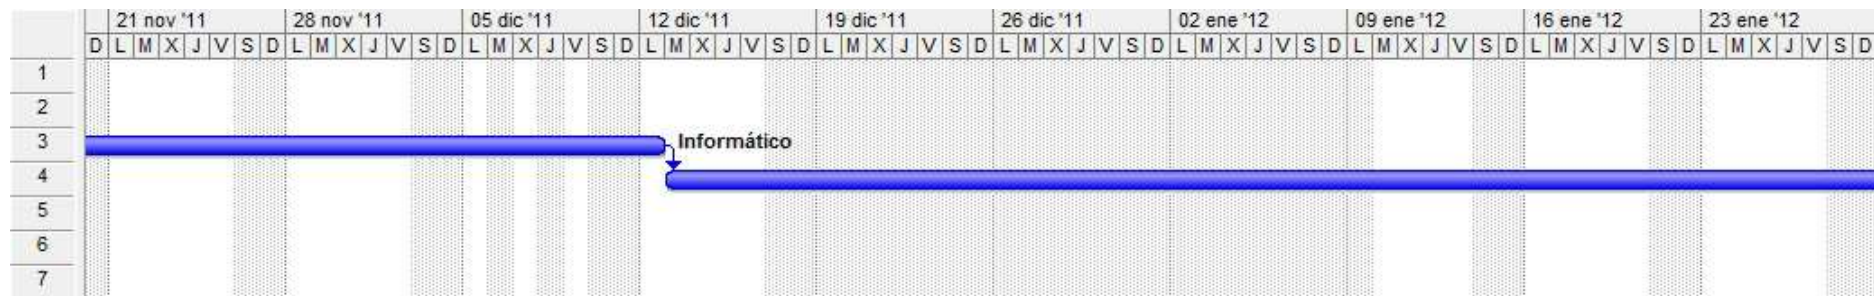 21 nov '11 28 nov '11 05 dic '11 12 dic '11 19 dic '11 26 dic '11 02 ene '12 09 ene '12 16 ene '12 23 ene '12
D L M X J V S D L M X J V S D L M X J V S D L M X J V S D L M X J V S D L M X J V S D L M X J V S D L M X J V S D L M X J V S D L M X J V S D
1
2
3 Informático
4
5
6
7